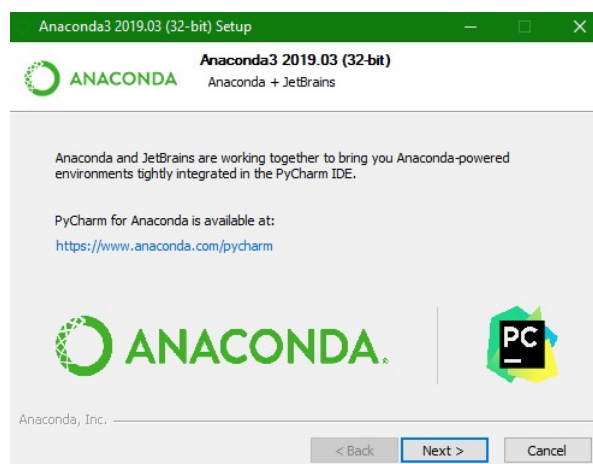 Anaconda3 2019.03 (32-bit) Setup
Anaconda3 2019.03 (32-bit)
ANACONDA
Anaconda + JetBrains
Anaconda and JetBrains are working together to bring you Anaconda-powered
environments tightly integrated in the PyCharm IDE.
PyCharm for Anaconda is available at:
https://www.anaconda.com/pycharm
ANACONDA®
PC
Anaconda, Inc.
< Back Next > Cancel